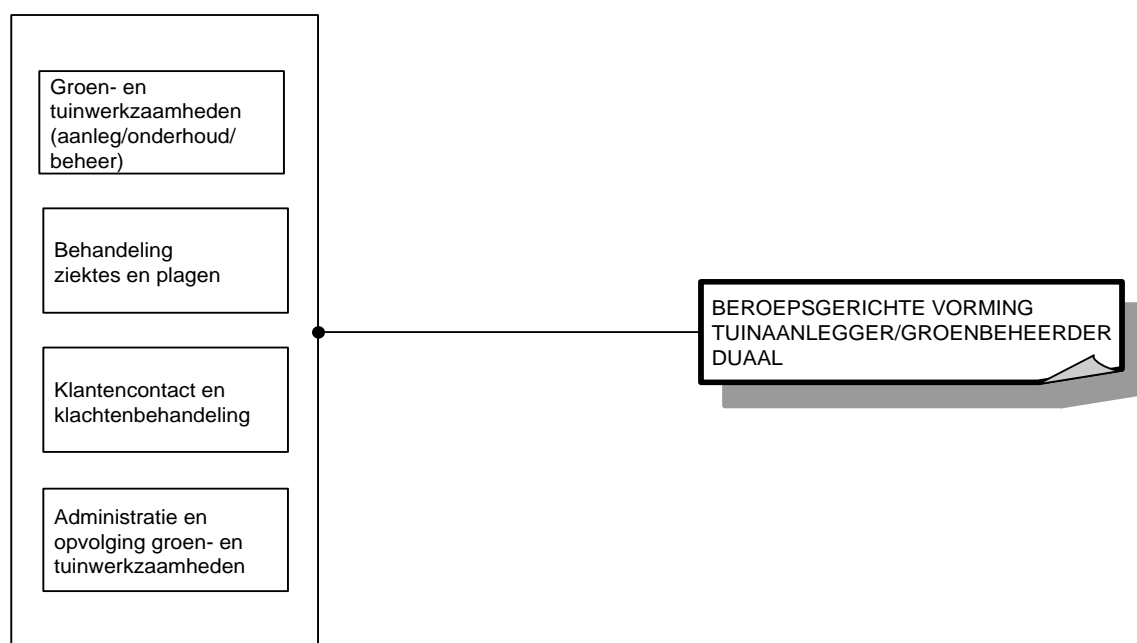 Groen- en
tuinwerkzaamheden
(aanleg/onderhoud/
beheer)
Behandeling
ziektes en plagen
Klantencontact en
klachtenbehandeling
Administratie en
opvolging groen- en
tuinwerkzaamheden
BEROEPSGERICHTE VORMING
TUINAANLEGGER/GROENBEHEERDER
DUAAL